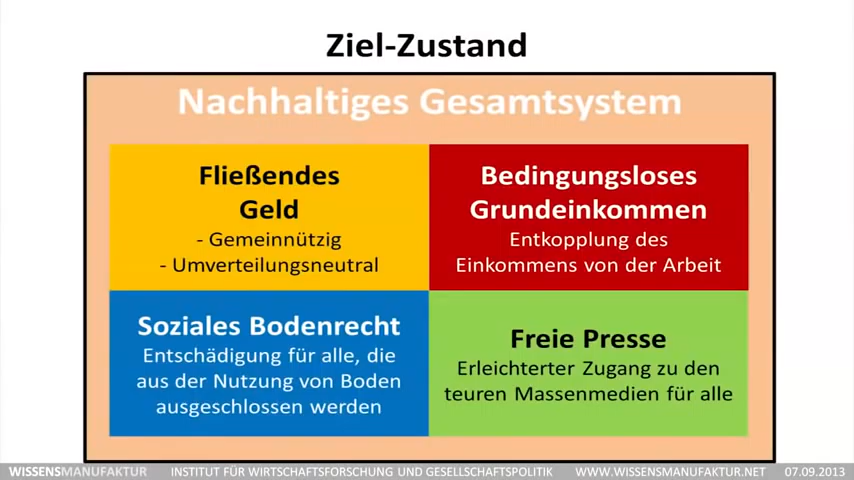 Ziel-Zustand
Nachhaltiges Gesamtsystem
Fließendes
Geld
- Gemeinnützig
- Umverteilungsneutral
Bedingungsloses
Grundeinkommen
Entkopplung des
Einkommens von der Arbeit
Soziales Bodenrecht
Entschädigung für alle, die
aus der Nutzung von Boden
ausgeschlossen werden
Freie Presse
Erleichterter Zugang zu den
teuren Massenmedien für alle
WISSENSMANUFAKTUR INSTITUT FÜR WIRTSCHAFTSFORSCHUNG UND GESELLSCHAFTSPOLITIK WWW.WISSENSMANUFAKTUR.NET 07.09.2013